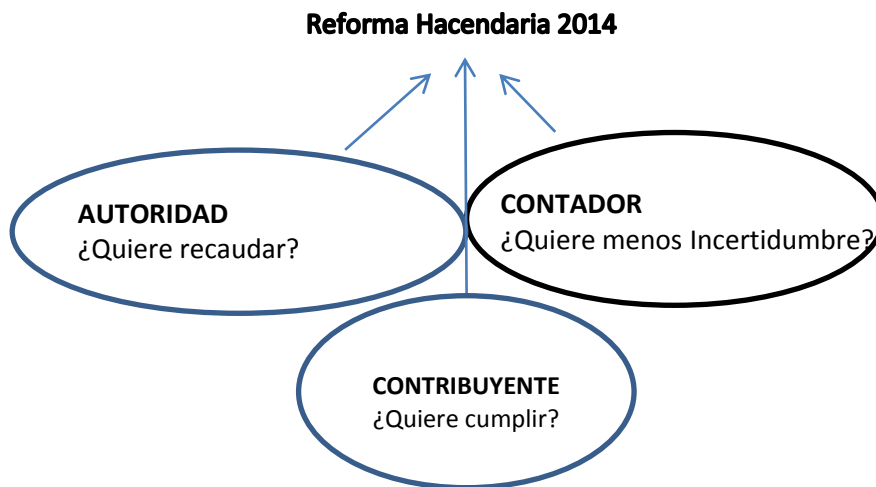 Reforma Hacendaria 2014
AUTORIDAD
¿Quiere recaudar?
CONTADOR
¿Quiere menos Incertidumbre?
CONTRIBUYENTE
¿Quiere cumplir?